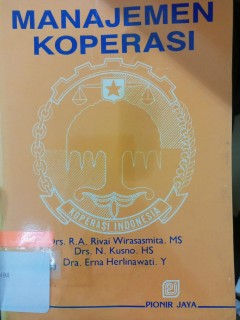 MANAJEMEN
KOPERASI
KOPERASI INDONESIA
Drs. R.A. Rivai Wirasasmita, MS
Drs. N. Kusno, HS
Dra. Erna Herlinawati, Y
PIONIR JAYA